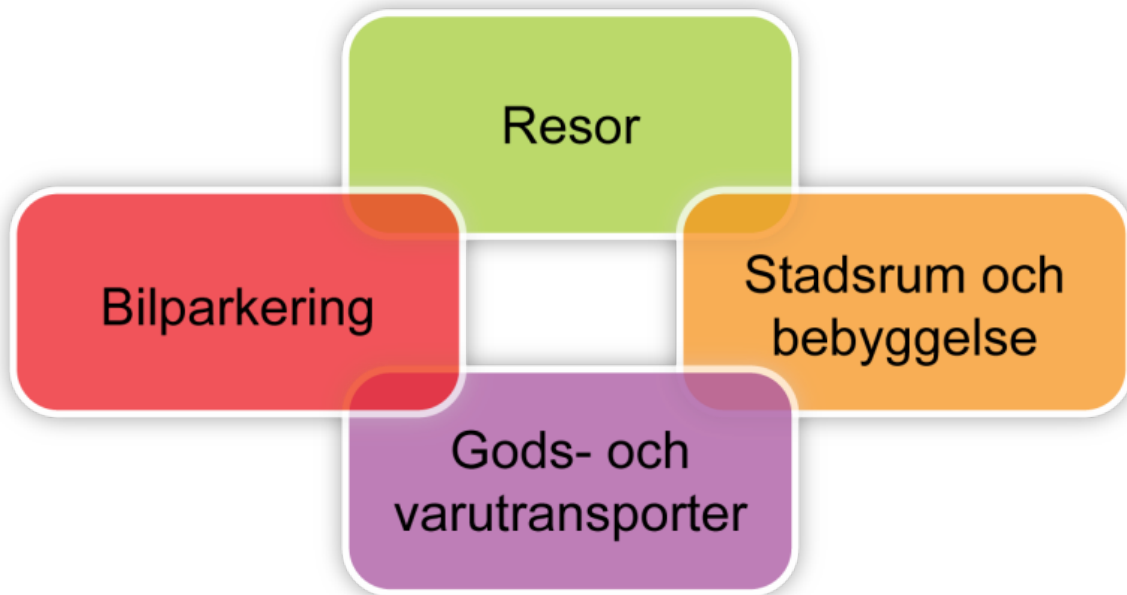 Resor
Bilparkering
Stadsrum och
bebyggelse
Gods- och
varutransporter